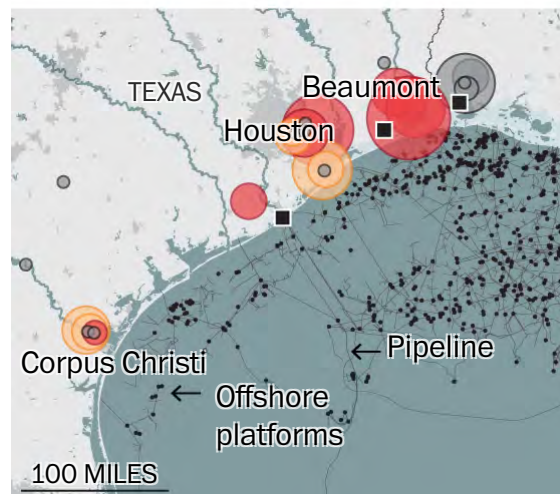 Beaumont
TEXAS
Houston
Pipeline
Corpus Christi
Offshore
platforms
100 MILES